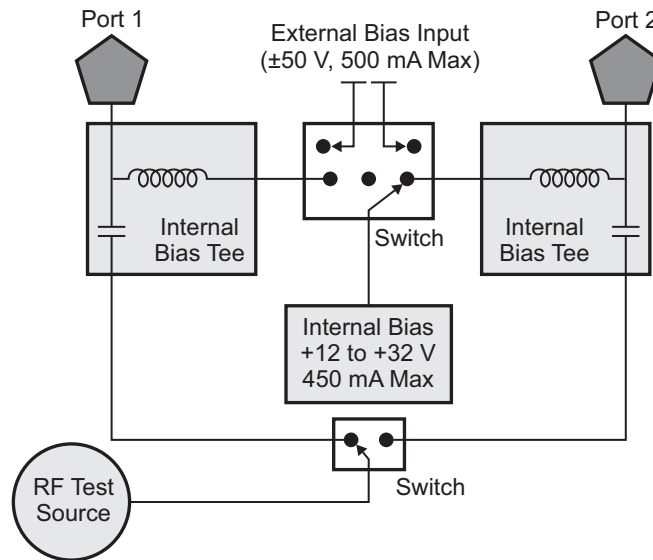 Port 1
External Bias Input
(±50 V, 500 mA Max)
Port 2
Internal
Bias Tee
Switch
Internal
Bias Tee
Internal Bias
+12 to +32 V
450 mA Max
RF Test
Source
Switch